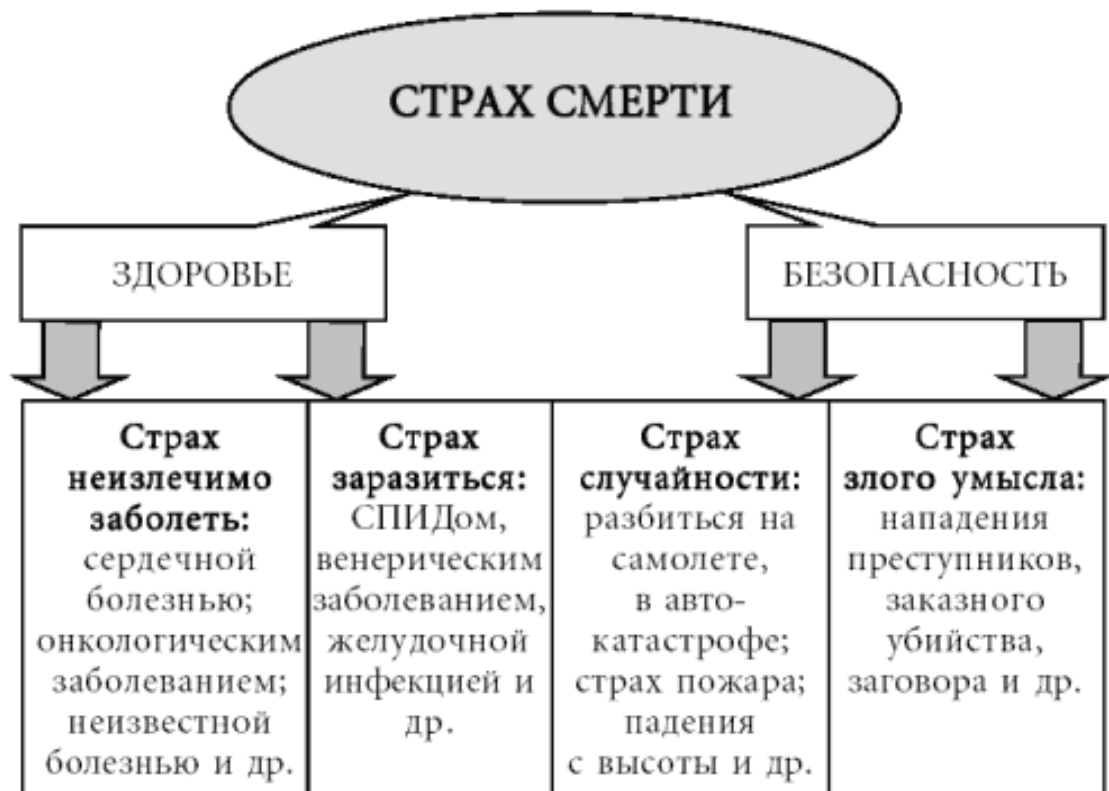 СТРАХ СМЕРТИ
ЗДОРОВЬЕ
БЕЗОПАСНОСТЬ
Страх
неизлечимо
заболеть:
сердечной
болезнью;
онкологическим
заболеванием;
неизвестной
болезнью и др.
Страх
заразиться:
СПИДом,
венерическим
заболеванием,
желудочной
инфекцией и
др.
Страх
случайности:
разбиться на
самолете,
в авто-
катастрофе;
страх пожара;
падения
с высоты и др.
Страх
злого умысла:
нападения
преступников,
заказного
убийства,
заговора и др.